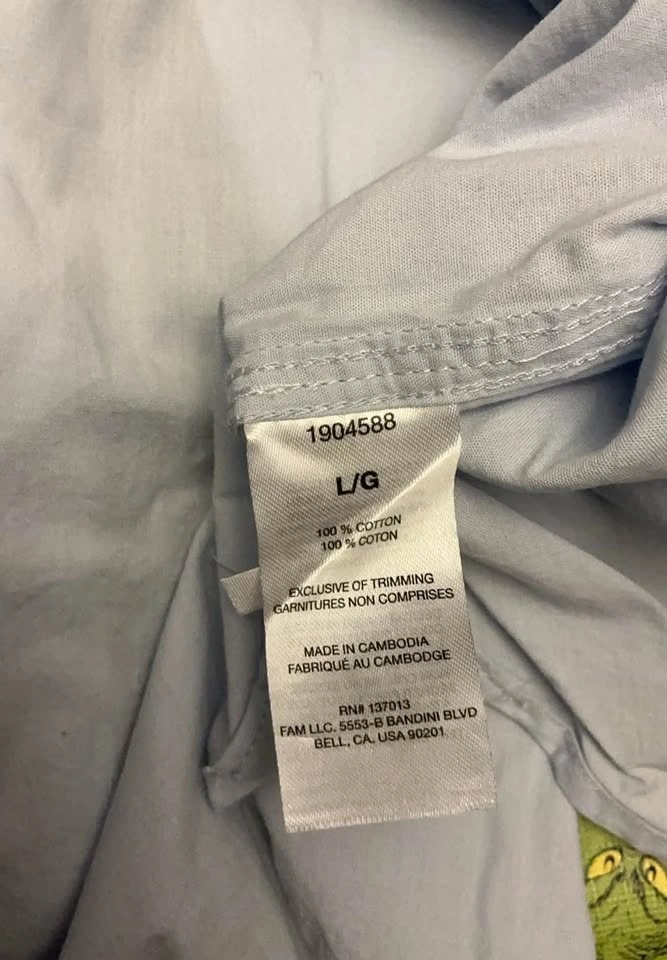 1904588
L/G
100 % COTTON
100 % COTON
EXCLUSIVE OF TRIMMING
GARNITURES NON COMPRISES
MADE IN CAMBODIA
FABRIQUÉ AU CAMBODGE
RN# 137013
FAM LLC. 5553-B BANDINI BLVD
BELL, CA. USA 90201